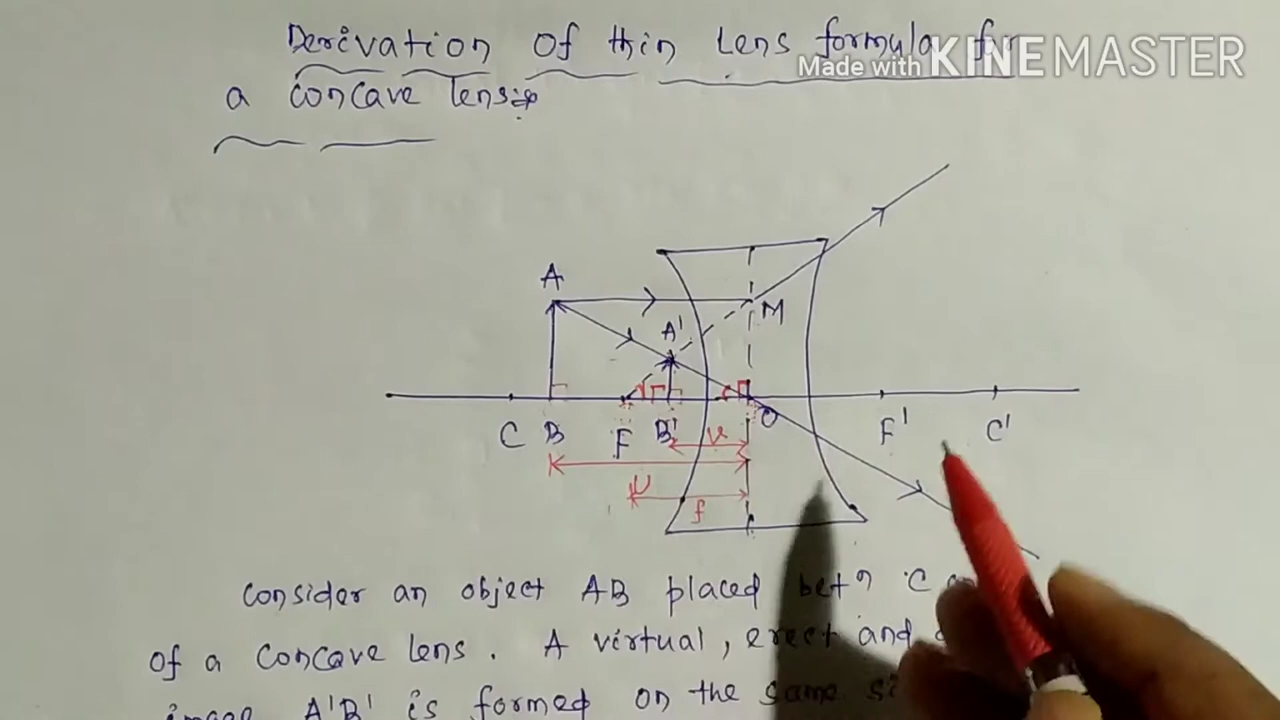 Derivation of thin Lens formula for
Made with KINEMASTER
a concave lens:
A
M
A'
C B F B' O F' C'
v
U
f
Consider an object AB placed betn C
of a concave lens. A virtual, erect and
image A'B' is formed on the same